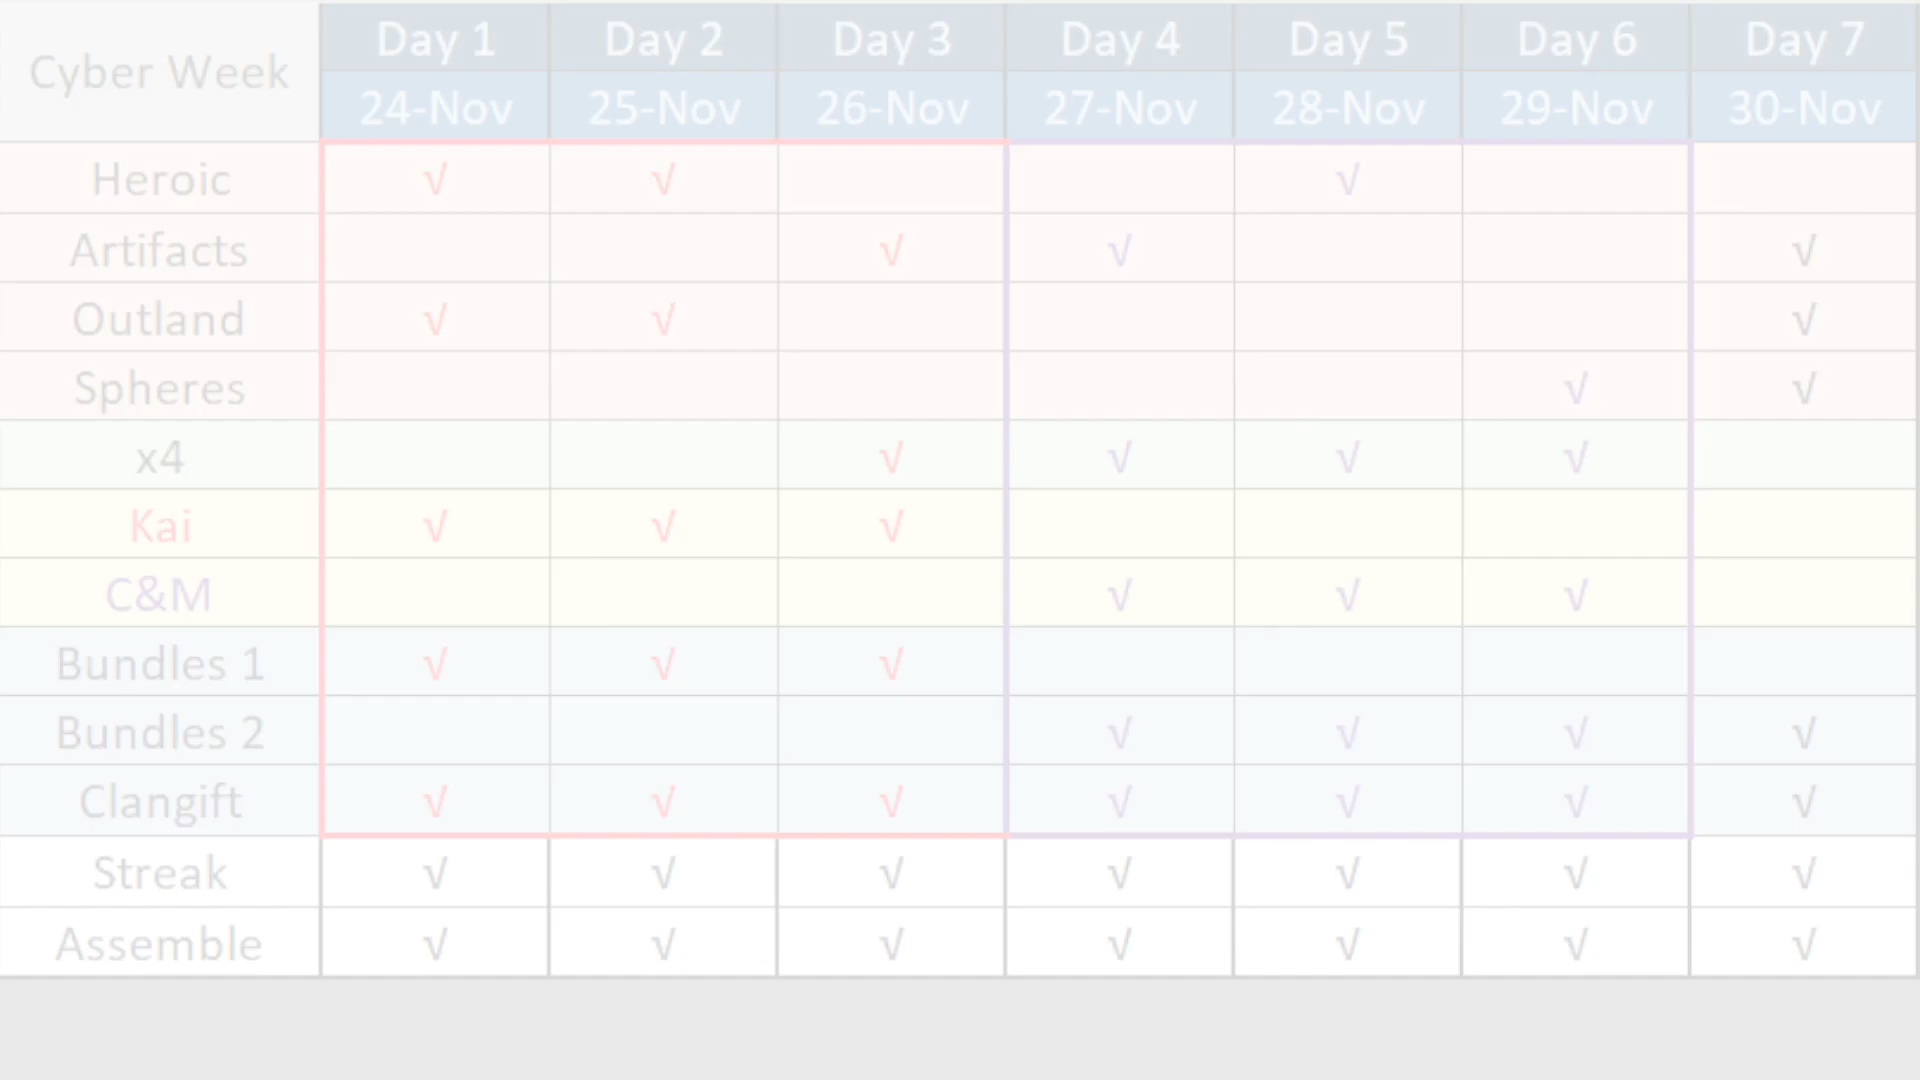 Cyber Week Day 1 Day 2 Day 3 Day 4 Day 5 Day 6 Day 7
24-Nov 25-Nov 26-Nov 27-Nov 28-Nov 29-Nov 30-Nov
Heroic √ √ √
Artifacts √ √ √
Outland √ √ √
Spheres √ √
x4 √ √ √ √
Kai √ √ √
C&M √ √ √
Bundles 1 √ √ √
Bundles 2 √ √ √ √
Clangift √ √ √ √ √ √ √
Streak √ √ √ √ √ √ √
Assemble √ √ √ √ √ √ √